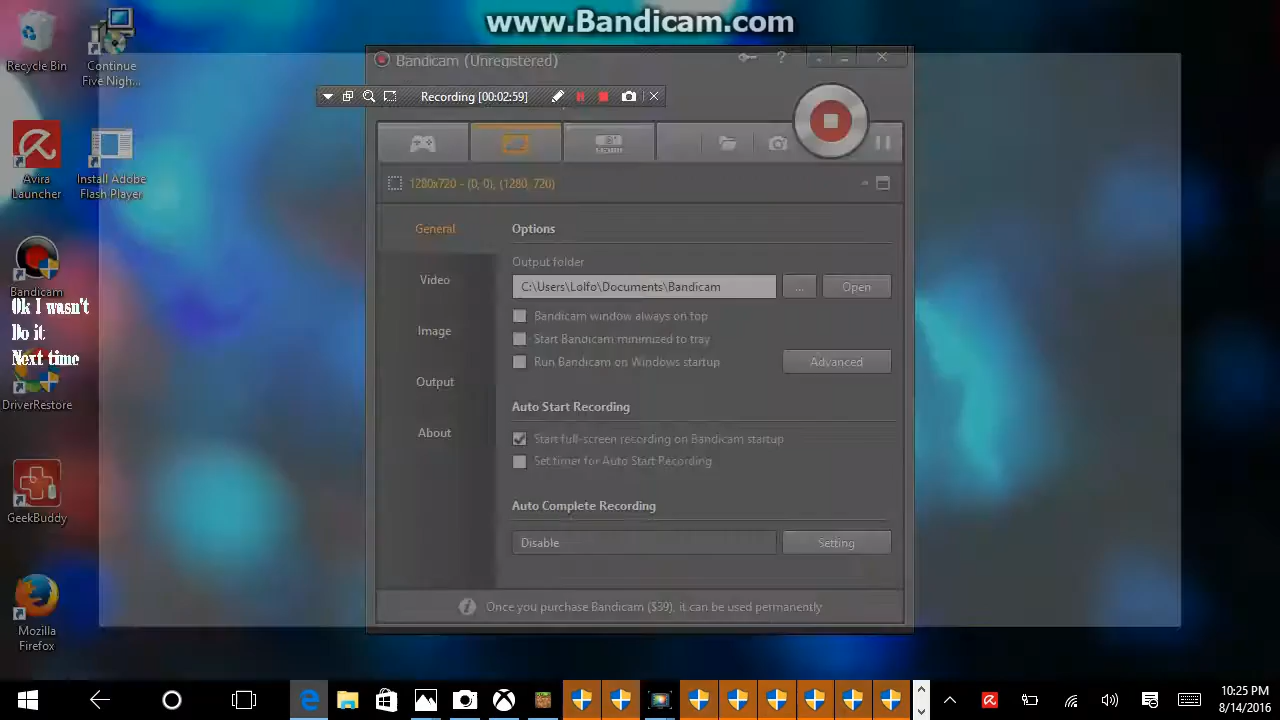 www.Bandicam.com
Recycle Bin
Continue
Five Nigh...
Avira
Launcher
Install Adobe
Flash Player
Bandicam
Ok I wasn't
Do it
Next time
DriverRestore
GeekBuddy
Mozilla
Firefox
Bandicam (Unregistered)
?
Recording [00:02:59]
1280x720 - (0, 0), (1280, 720)
General
Video
Image
Output
About
Options
Output folder
C:\Users\Lolfo\Documents\Bandicam
...
Open
Bandicam window always on top
Start Bandicam minimized to tray
Run Bandicam on Windows startup
Advanced
Auto Start Recording
Start full-screen recording on Bandicam startup
Set timer for Auto Start Recording
Auto Complete Recording
Disable
Setting
Once you purchase Bandicam ($39), it can be used permanently
10:25 PM
8/14/2016